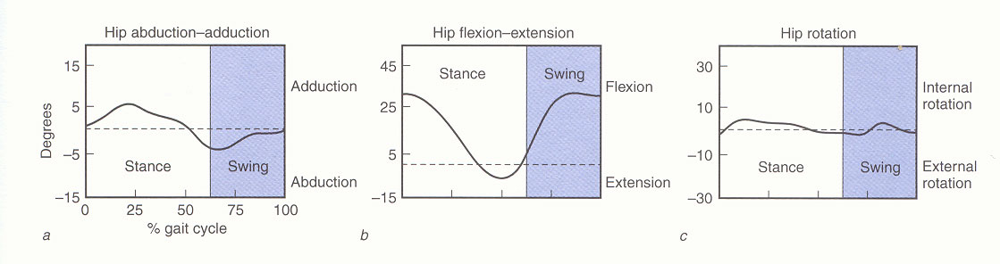 Hip abduction–adduction
15
5
–5
–15
Degrees
Adduction
Abduction
Stance
Swing
0
25
50
75
100
% gait cycle
a
Hip flexion–extension
45
25
5
–15
Stance
Swing
Flexion
Extension
b
Hip rotation
30
10
–10
–30
Internal
rotation
External
rotation
Stance
Swing
c